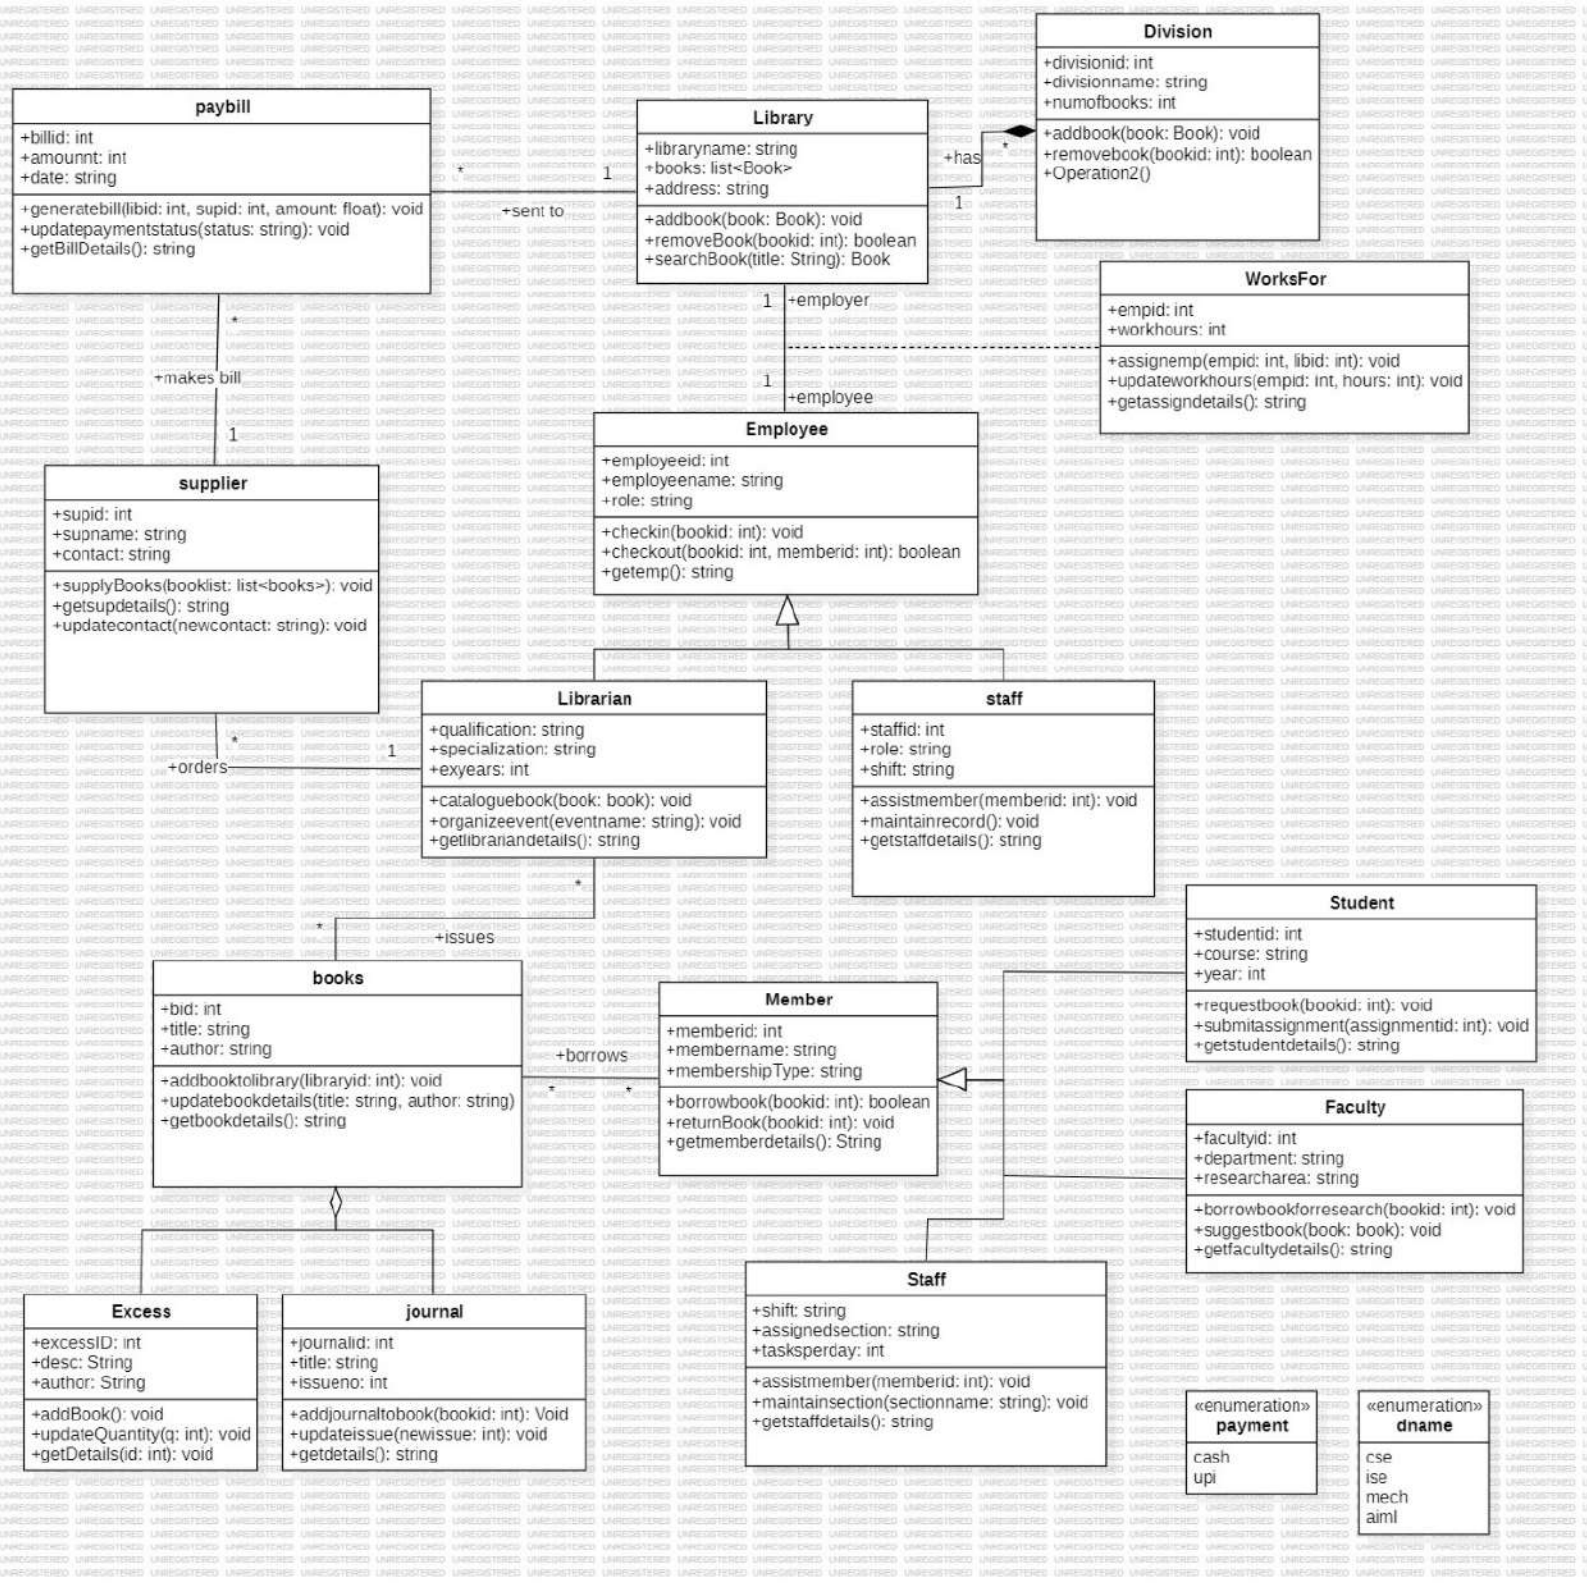 Division
+divisionid: int
+divisionname: string
+numofbooks: int
+addbook(book: Book): void
+removebook(bookid: int): boolean
+Operation2()
paybill
+billid: int
+amounnt: int
+date: string
+generatebill(libid: int, supid: int, amount: float): void
+updatepaymentstatus(status: string): void
+getBillDetails(): string
*
1
+sent to
Library
+libraryname: string
+books: list<Book>
+address: string
+addbook(book: Book): void
+removeBook(bookid: int): boolean
+searchBook(title: String): Book
+has
*
1
WorksFor
+empid: int
+workhours: int
+assignemp(empid: int, libid: int): void
+updateworkhours(empid: int, hours: int): void
+getassigndetails(): string
1
+employer
1
+employee
*
+makes bill
1
Employee
+employeeid: int
+employeename: string
+role: string
+checkin(bookid: int): void
+checkout(bookid: int, memberid: int): boolean
+getemp(): string
supplier
+supid: int
+supname: string
+contact: string
+supplyBooks(booklist: list<books>): void
+getsupdetails(): string
+updatecontact(newcontact: string): void
*
1
+orders
Librarian
+qualification: string
+specialization: string
+exyears: int
+cataloguebook(book: book): void
+organizeevent(eventname: string): void
+getlibrariandetails(): string
staff
+staffid: int
+role: string
+shift: string
+assistmember(memberid: int): void
+maintainrecord(): void
+getstaffdetails(): string
*
*
+issues
Student
+studentid: int
+course: string
+year: int
+requestbook(bookid: int): void
+submitassignment(assignmentid: int): void
+getstudentdetails(): string
books
+bid: int
+title: string
+author: string
+addbooktolibrary(libraryid: int): void
+updatebookdetails(title: string, author: string)
+getbookdetails(): string
+borrows
*
*
Member
+memberid: int
+membername: string
+membershipType: string
+borrowbook(bookid: int): boolean
+returnBook(bookid: int): void
+getmemberdetails(): String
Faculty
+facultyid: int
+department: string
+researcharea: string
+borrowbookforresearch(bookid: int): void
+suggestbook(book: book): void
+getfacultydetails(): string
Excess
+excessID: int
+desc: String
+author: String
+addBook(): void
+updateQuantity(q: int): void
+getDetails(id: int): void
journal
+journalid: int
+title: string
+issueno: int
+addjournaltobook(bookid: int): Void
+updateissue(newissue: int): void
+getdetails(): string
Staff
+shift: string
+assignedsection: string
+tasksperday: int
+assistmember(memberid: int): void
+maintainsection(sectionname: string): void
+getstaffdetails(): string
«enumeration»
payment
cash
upi
«enumeration»
dname
cse
ise
mech
aiml
UNREGISTERED